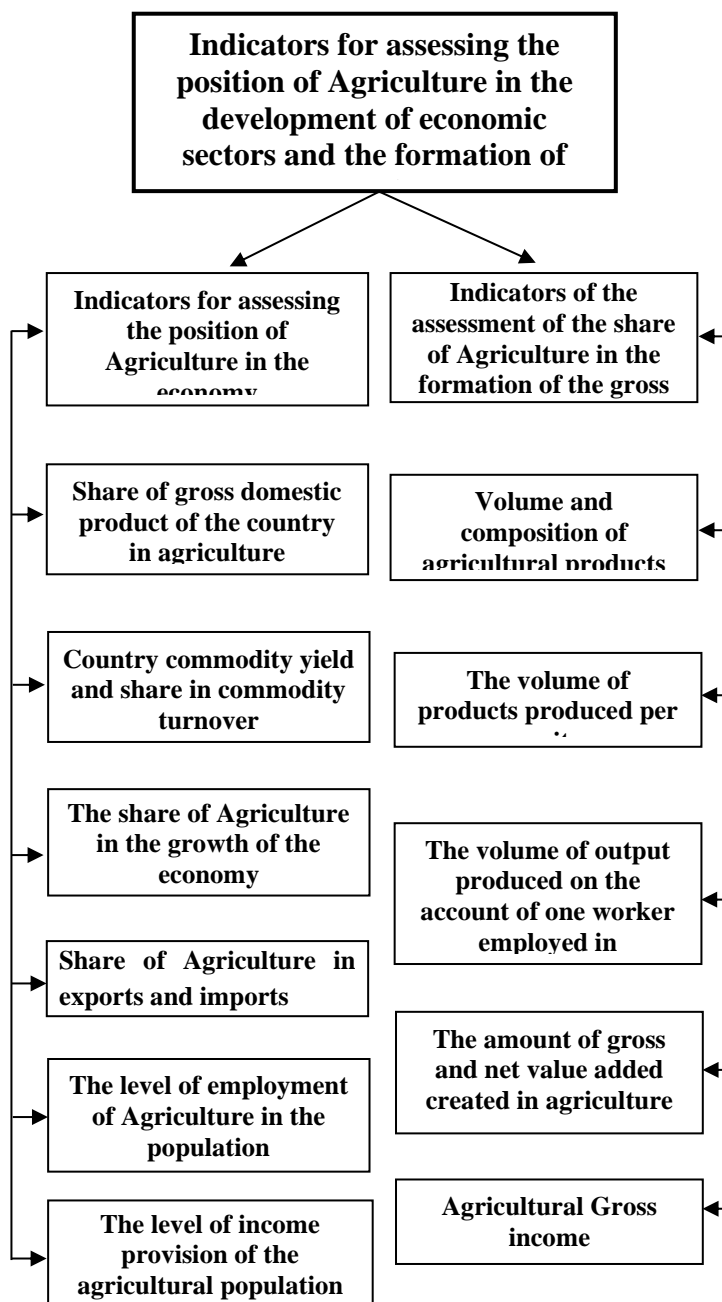 Indicators for assessing the
position of Agriculture in the
development of economic
sectors and the formation of
Indicators for assessing
the position of
Agriculture in the
economy
Share of gross domestic
product of the country
in agriculture
Country commodity yield
and share in commodity
turnover
The share of Agriculture
in the growth of the
economy
Share of Agriculture in
exports and imports
The level of employment
of Agriculture in the
population
The level of income
provision of the
agricultural population
Indicators of the
assessment of the share
of Agriculture in the
formation of the gross
Volume and
composition of
agricultural products
The volume of
products produced per
The volume of output
produced on the
account of one worker
employed in
The amount of gross
and net value added
created in agriculture
Agricultural Gross
income